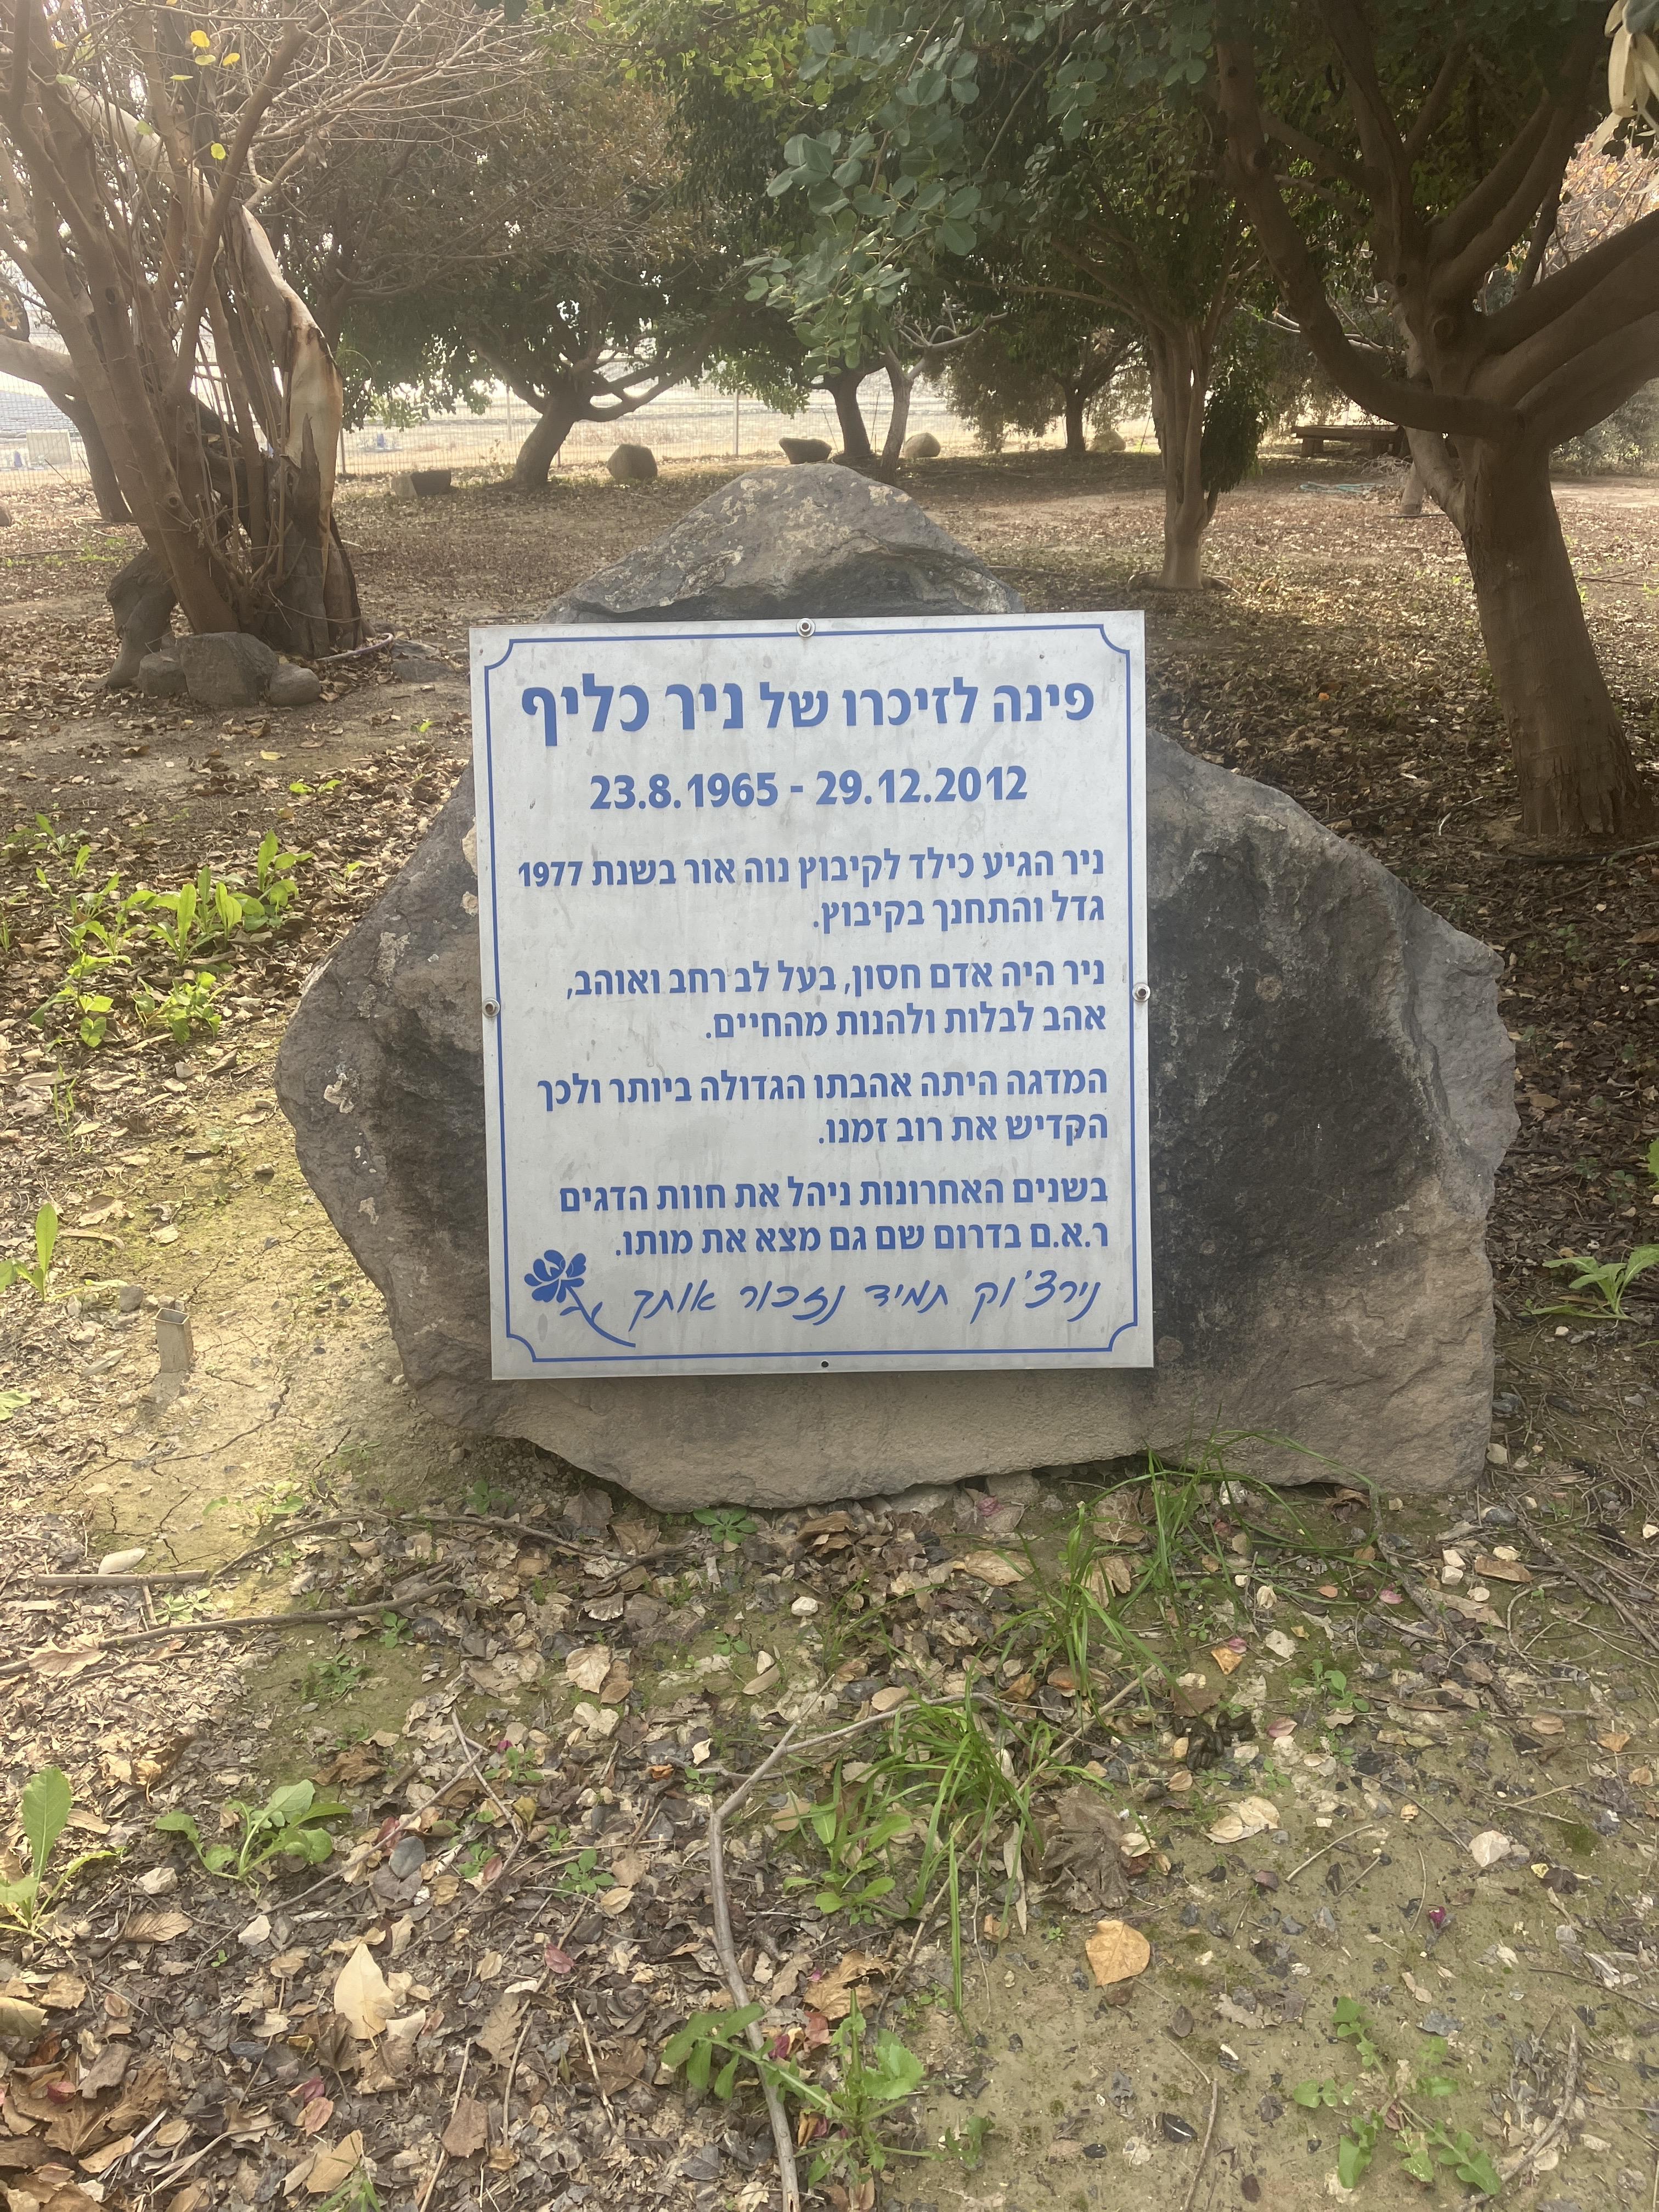 פינה לזיכרו של ניר כליף
23.8.1965 - 29.12.2012
ניר הגיע כילד לקיבוץ נווה אור בשנת 1977
גדל והתחנך בקיבוץ.
ניר היה אדם חסון, בעל לב רחב ואוהב,
אהב לבלות ולהנות מהחיים.
המדגה היתה אהבתו הגדולה ביותר ולכך
הקדיש את רוב זמנו.
בשנים האחרונות ניהל את חוות הדגים
ר.א.ם בדרום שם גם מצא את מותו.
נירצ'וק תמיד נזכור אותך